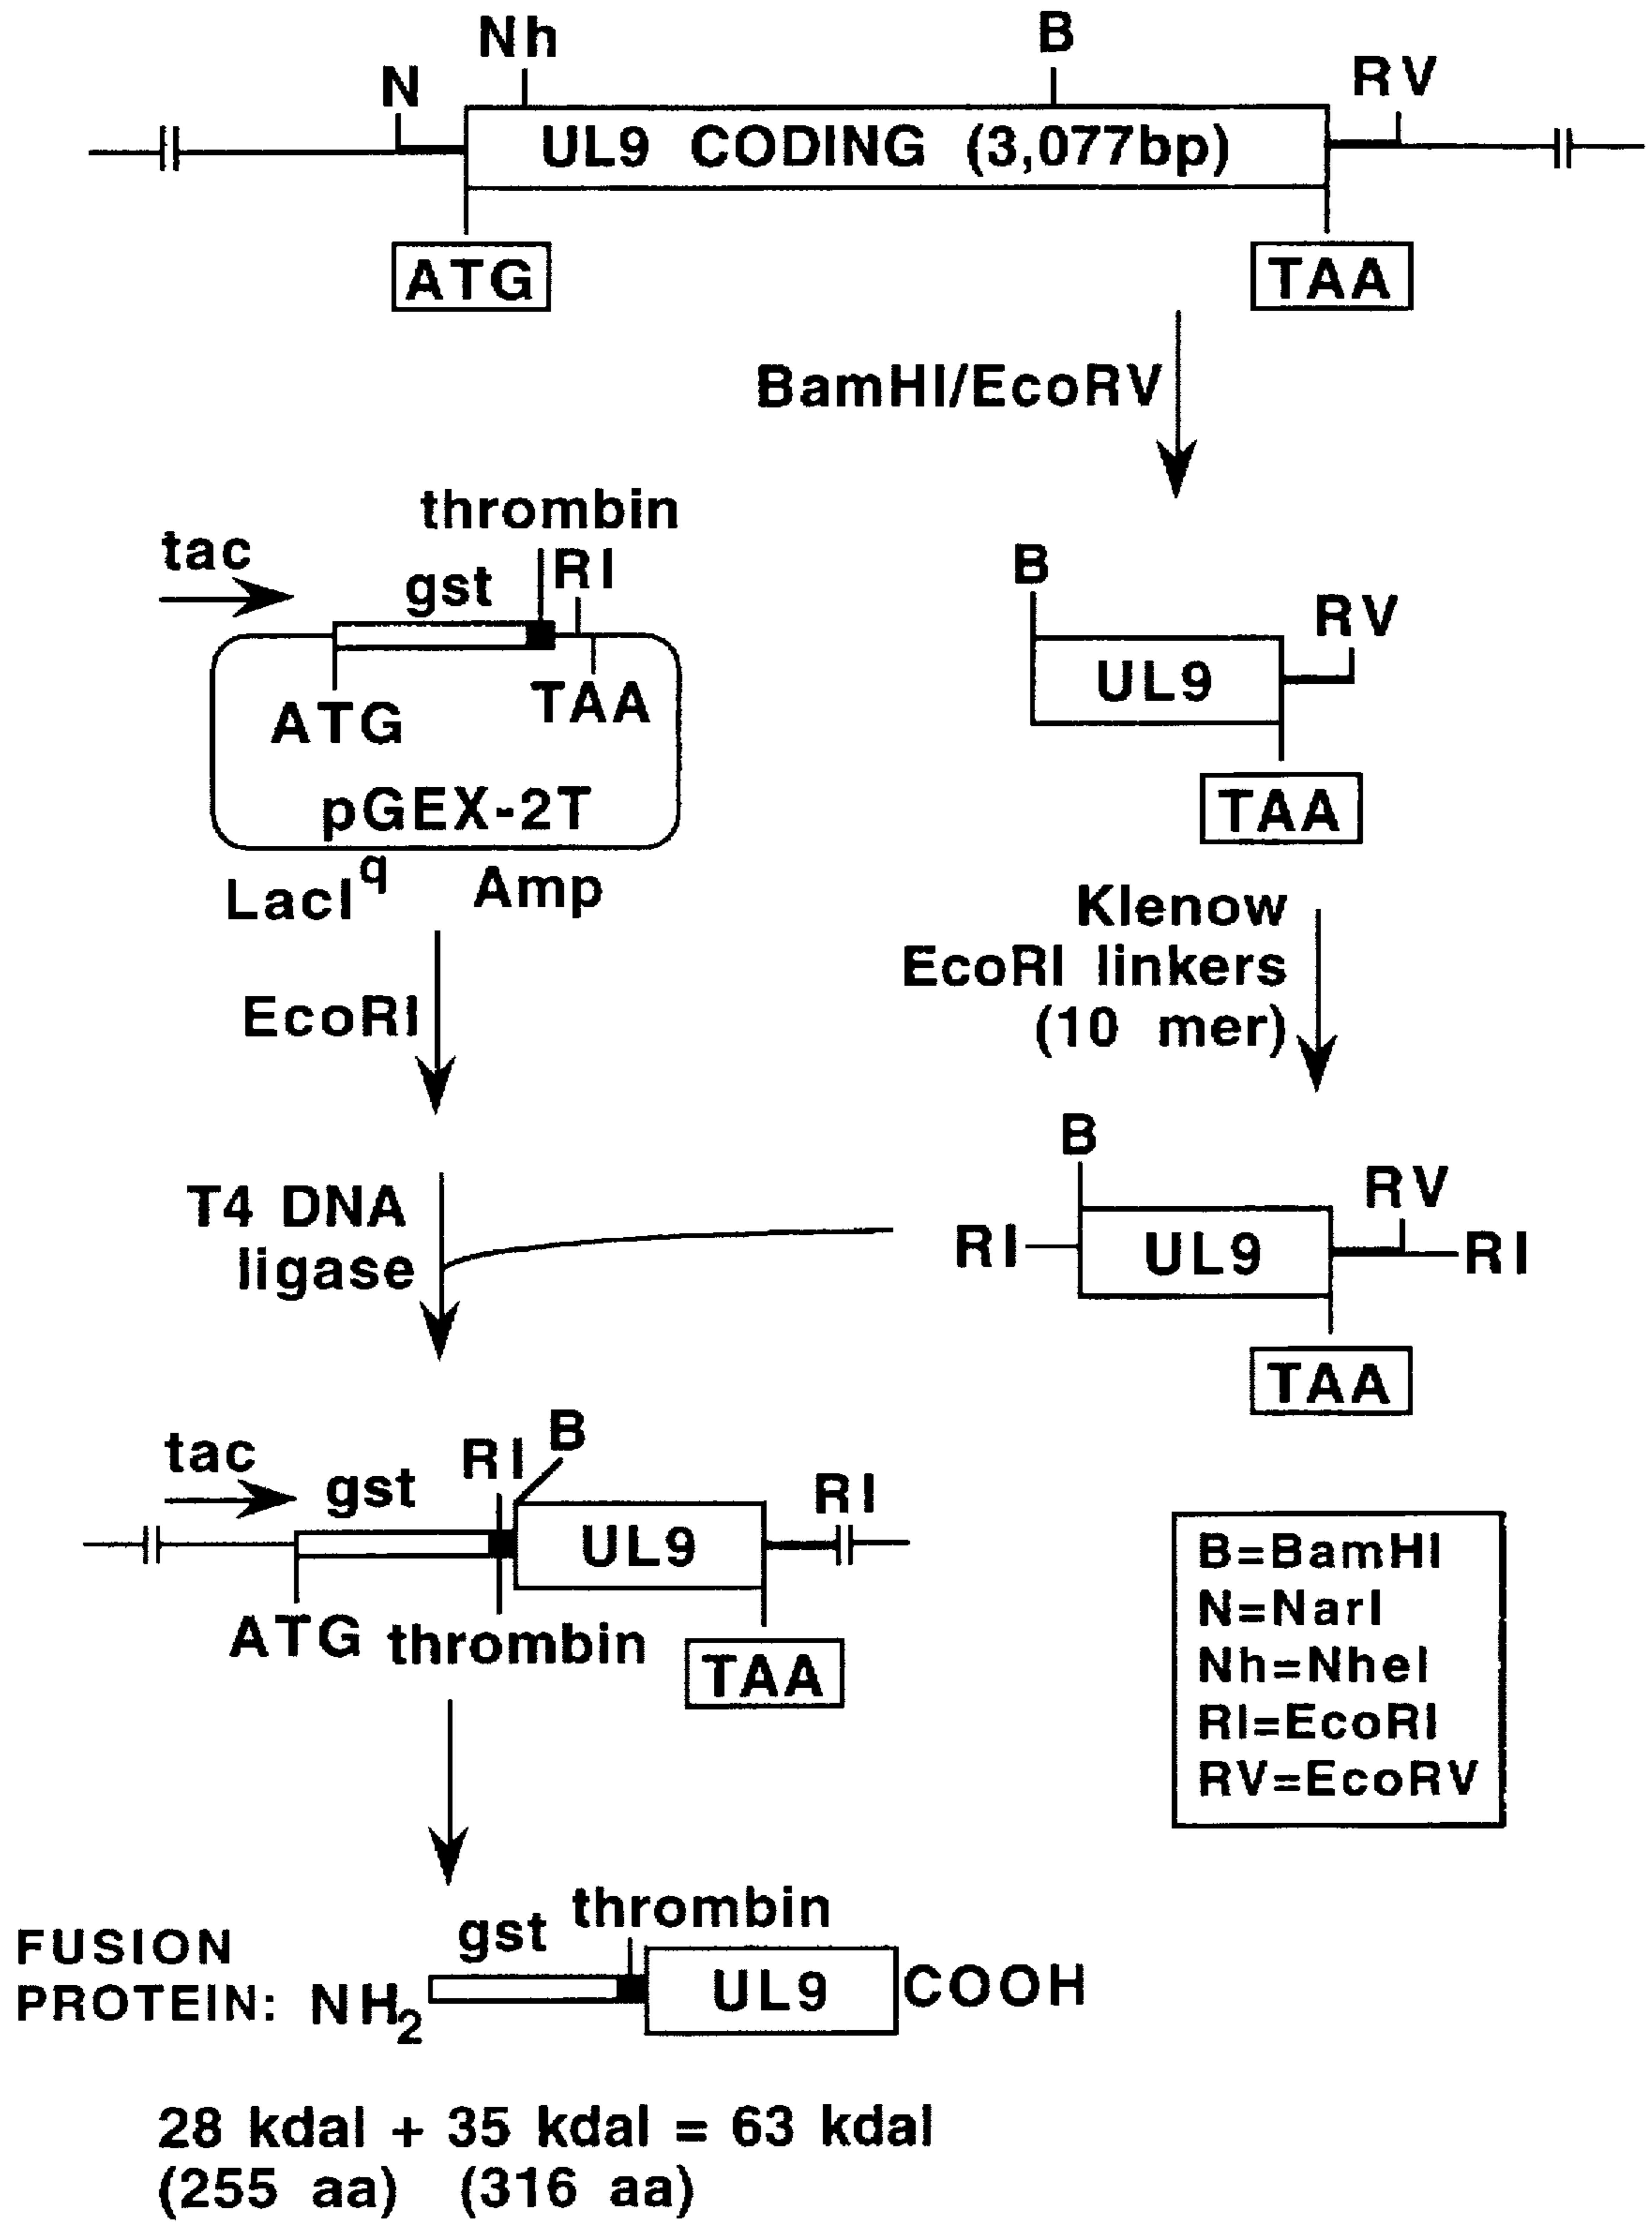 Nh
B
N
RV
UL9 CODING (3,077bp)
ATG
TAA
BamHI/EcoRV
thrombin
tac
RI
gst
ATG
TAA
pGEX-2T
LacIq
Amp
B
RV
UL9
TAA
Klenow
EcoRI linkers
(10 mer)
EcoRI
T4 DNA
ligase
B
RV
RI
UL9
RI
TAA
tac
gst
RI
B
RI
UL9
ATG
thrombin
TAA
B=BamHI
N=NarI
Nh=NheI
RI=EcoRI
RV=EcoRV
FUSION
PROTEIN:
NH2
gst
thrombin
UL9
COOH
28 kdal + 35 kdal = 63 kdal
(255 aa) (316 aa)